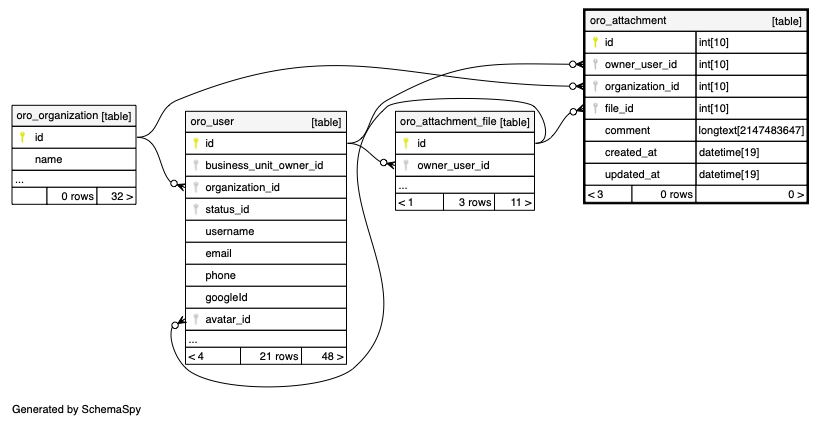 oro_organization [table]
id
name
...
0 rows 32 >
oro_user [table]
id
business_unit_owner_id
organization_id
status_id
username
email
phone
googleId
avatar_id
...
< 4 21 rows 48 >
oro_attachment_file [table]
id
owner_user_id
...
< 1 3 rows 11 >
oro_attachment [table]
id int[10]
owner_user_id int[10]
organization_id int[10]
file_id int[10]
comment longtext[2147483647]
created_at datetime[19]
updated_at datetime[19]
< 3 0 rows 0 >
Generated by SchemaSpy